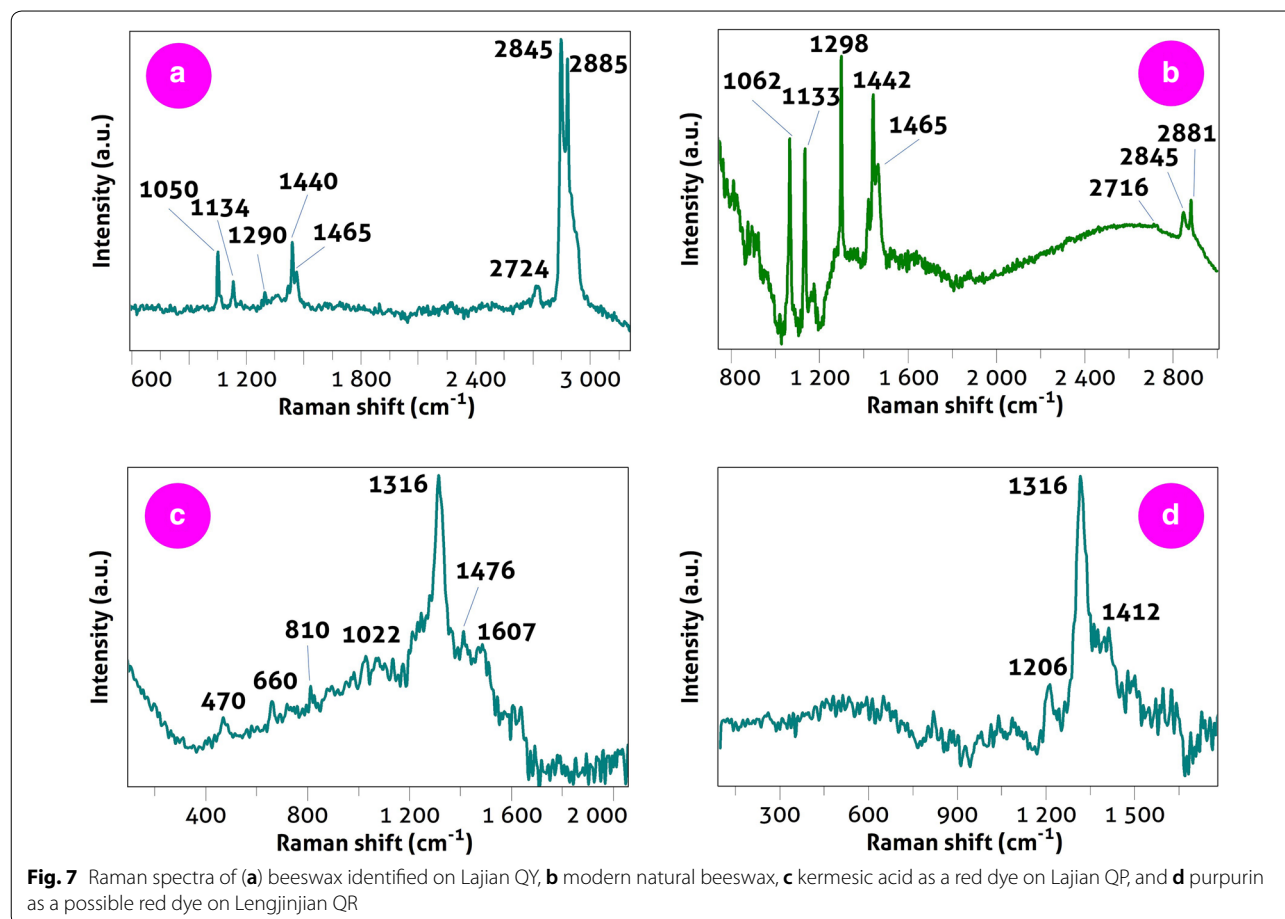 a
2845
2885
1050
1134
1290
1440
1465
2724
Intensity (a.u.)
600 1 200 1 800 2 400 3 000
Raman shift (cm⁻¹)
b
1298
1062
1133
1442
1465
2716
2845
2881
Intensity (a.u.)
800 1 200 1 600 2 000 2 400 2 800
Raman shift (cm⁻¹)
c
1316
1476
1607
1022
810
660
470
Intensity (a.u.)
400 800 1 200 1 600 2 000
Raman shift (cm⁻¹)
d
1316
1412
1206
Intensity (a.u.)
300 600 900 1 200 1 500
Raman shift (cm⁻¹)
Fig. 7 Raman spectra of (a) beeswax identified on Lajian QY, b modern natural beeswax, c kermesic acid as a red dye on Lajian QP, and d purpurin
as a possible red dye on Lengjinjian QR